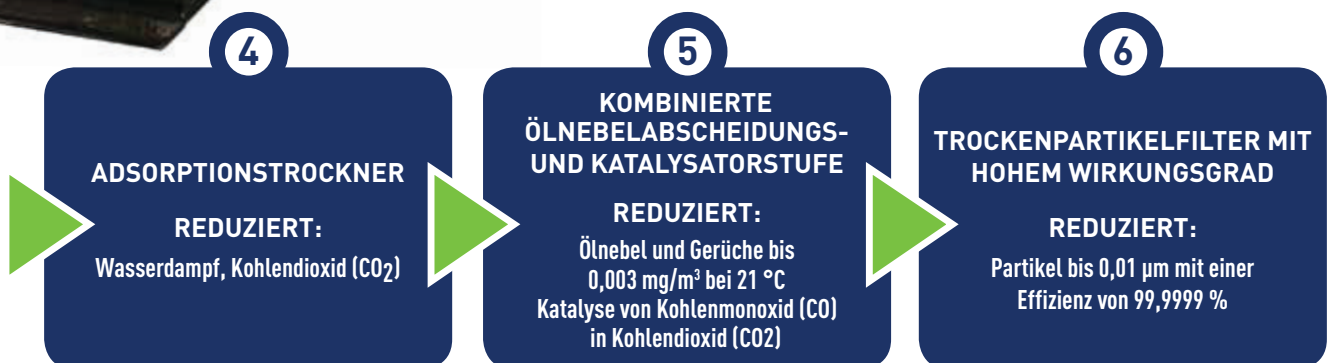 4
ADSORPTIONSTROCKNER
REDUZIERT:
Wasserdampf, Kohlendioxid (CO₂)
5
KOMBINIERTE
ÖLNEBELABSCHEIDUNGS-
UND KATALYSATORSTUFE
REDUZIERT:
Ölnebel und Gerüche bis
0,003 mg/m³ bei 21 °C
Katalyse von Kohlenmonoxid (CO)
in Kohlendioxid (CO2)
6
TROCKENPARTIKELFILTER MIT
HOHEM WIRKUNGSGRAD
REDUZIERT:
Partikel bis 0,01 µm mit einer
Effizienz von 99,9999 %